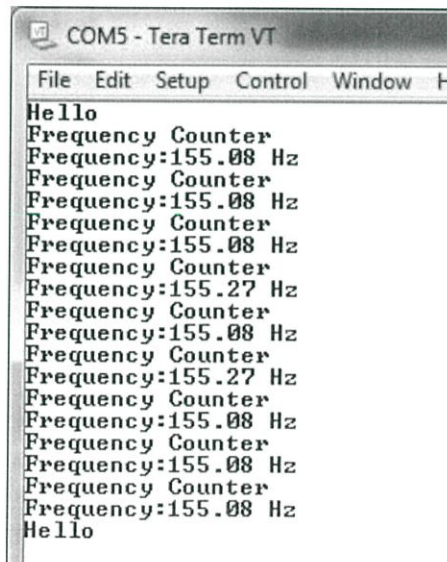 COM5 - Tera Term VT
File Edit Setup Control Window H
Hello
Frequency Counter
Frequency:155.08 Hz
Frequency Counter
Frequency:155.08 Hz
Frequency Counter
Frequency:155.08 Hz
Frequency Counter
Frequency:155.27 Hz
Frequency Counter
Frequency:155.08 Hz
Frequency Counter
Frequency:155.27 Hz
Frequency Counter
Frequency:155.08 Hz
Frequency Counter
Frequency:155.08 Hz
Frequency Counter
Frequency:155.08 Hz
Hello